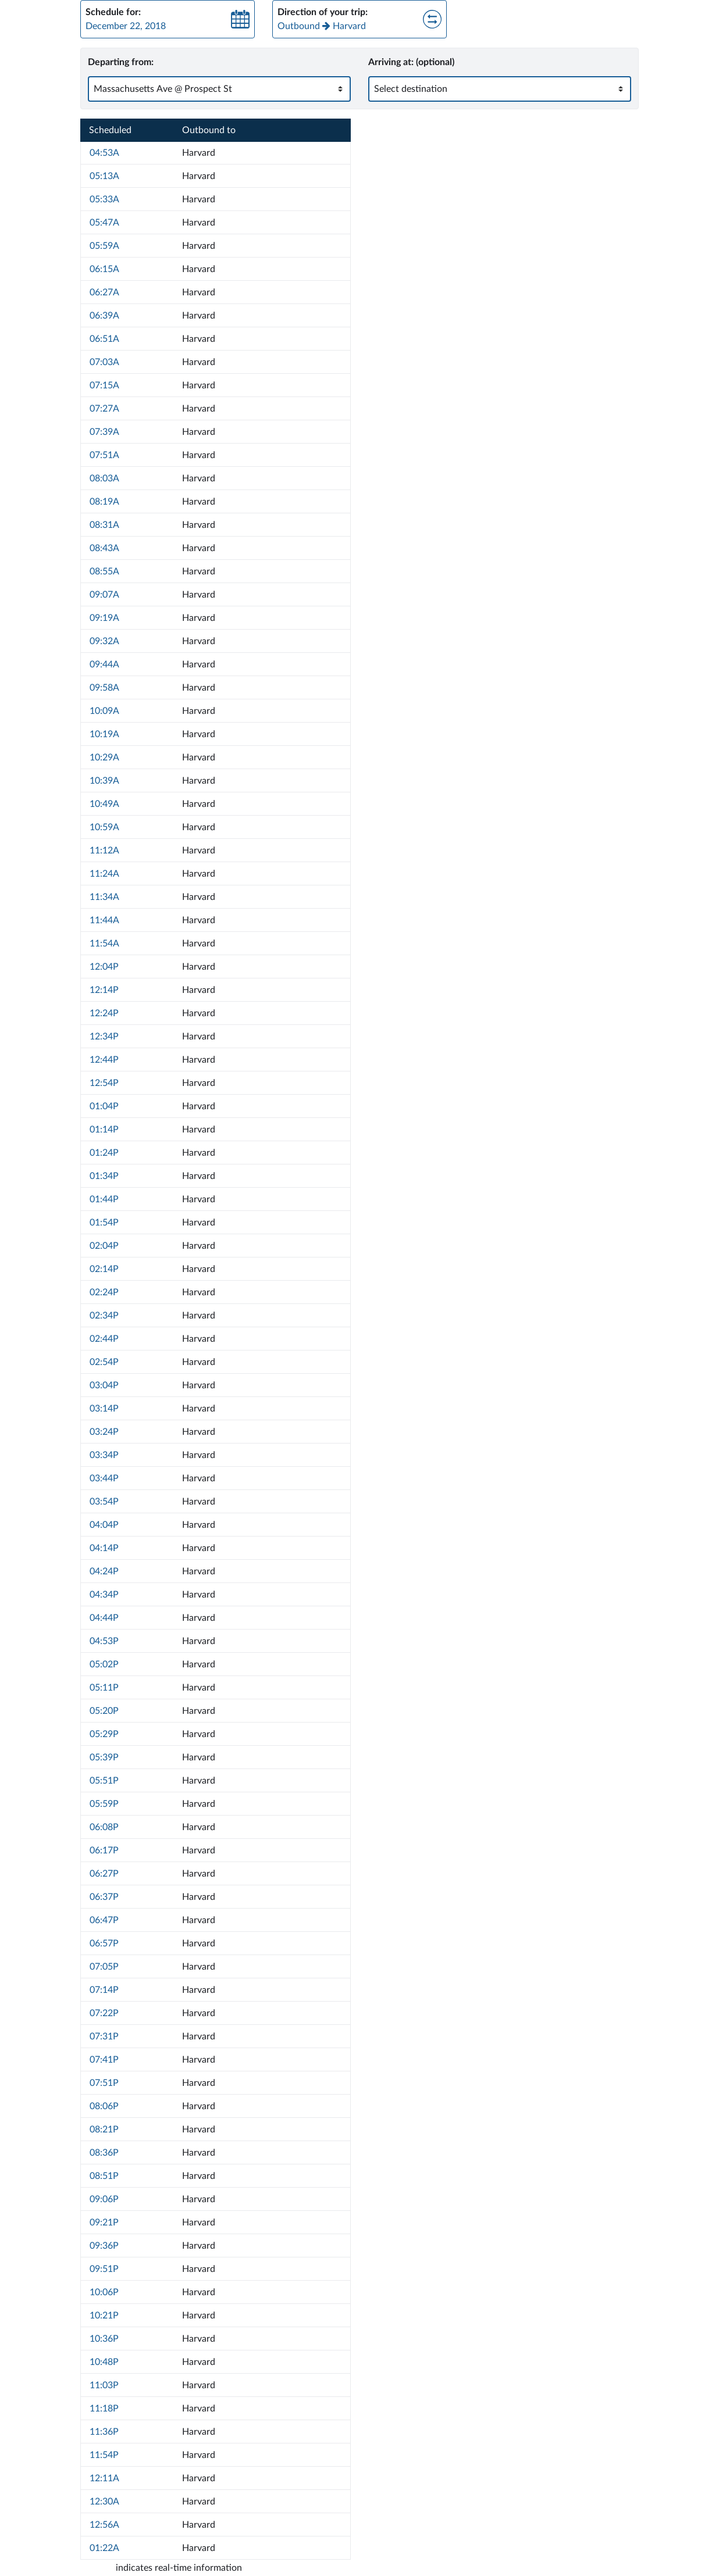 Schedule for:
December 22, 2018
Direction of your trip:
Outbound → Harvard
Departing from:
Massachusetts Ave @ Prospect St
Arriving at: (optional)
Select destination
Scheduled Outbound to
04:53A Harvard
05:13A Harvard
05:33A Harvard
05:47A Harvard
05:59A Harvard
06:15A Harvard
06:27A Harvard
06:39A Harvard
06:51A Harvard
07:03A Harvard
07:15A Harvard
07:27A Harvard
07:39A Harvard
07:51A Harvard
08:03A Harvard
08:19A Harvard
08:31A Harvard
08:43A Harvard
08:55A Harvard
09:07A Harvard
09:19A Harvard
09:32A Harvard
09:44A Harvard
09:58A Harvard
10:09A Harvard
10:19A Harvard
10:29A Harvard
10:39A Harvard
10:49A Harvard
10:59A Harvard
11:12A Harvard
11:24A Harvard
11:34A Harvard
11:44A Harvard
11:54A Harvard
12:04P Harvard
12:14P Harvard
12:24P Harvard
12:34P Harvard
12:44P Harvard
12:54P Harvard
01:04P Harvard
01:14P Harvard
01:24P Harvard
01:34P Harvard
01:44P Harvard
01:54P Harvard
02:04P Harvard
02:14P Harvard
02:24P Harvard
02:34P Harvard
02:44P Harvard
02:54P Harvard
03:04P Harvard
03:14P Harvard
03:24P Harvard
03:34P Harvard
03:44P Harvard
03:54P Harvard
04:04P Harvard
04:14P Harvard
04:24P Harvard
04:34P Harvard
04:44P Harvard
04:53P Harvard
05:02P Harvard
05:11P Harvard
05:20P Harvard
05:29P Harvard
05:39P Harvard
05:51P Harvard
05:59P Harvard
06:08P Harvard
06:17P Harvard
06:27P Harvard
06:37P Harvard
06:47P Harvard
06:57P Harvard
07:05P Harvard
07:14P Harvard
07:22P Harvard
07:31P Harvard
07:41P Harvard
07:51P Harvard
08:06P Harvard
08:21P Harvard
08:36P Harvard
08:51P Harvard
09:06P Harvard
09:21P Harvard
09:36P Harvard
09:51P Harvard
10:06P Harvard
10:21P Harvard
10:36P Harvard
10:48P Harvard
11:03P Harvard
11:18P Harvard
11:36P Harvard
11:54P Harvard
12:11A Harvard
12:30A Harvard
12:56A Harvard
01:22A Harvard
indicates real-time information